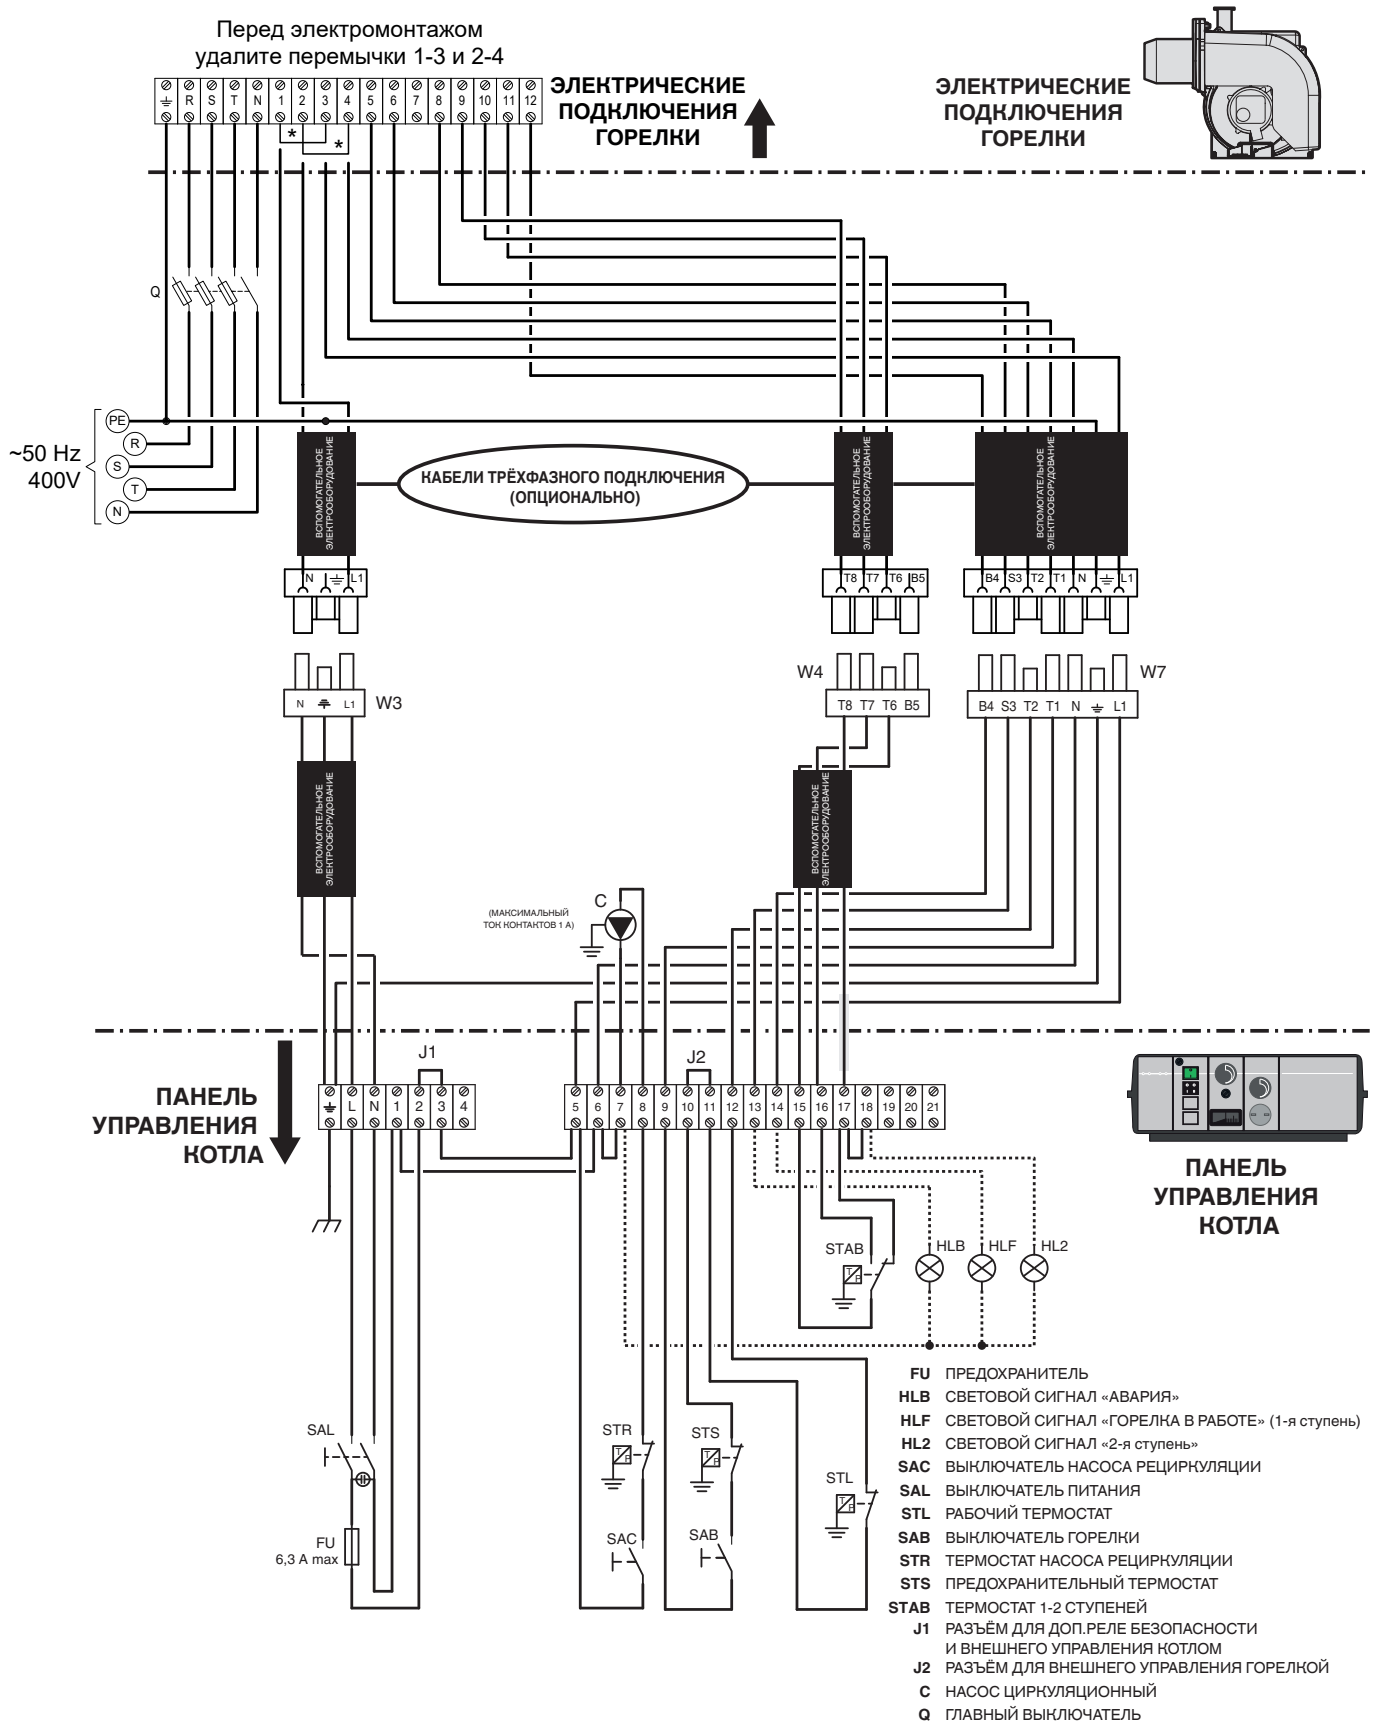 Перед электромонтажом
удалите перемычки 1-3 и 2-4
R S T N 1 2 3 4 5 6 7 8 9 10 11 12
* *
ЭЛЕКТРИЧЕСКИЕ
ПОДКЛЮЧЕНИЯ
ГОРЕЛКИ
ЭЛЕКТРИЧЕСКИЕ
ПОДКЛЮЧЕНИЯ
ГОРЕЛКИ
Q
~50 Hz
400V
PE
R
S
T
N
ВСПОМОГАТЕЛЬНОЕ
ЭЛЕКТРООБОРУДОВАНИЕ
КАБЕЛИ ТРЁХФАЗНОГО ПОДКЛЮЧЕНИЯ
(ОПЦИОНАЛЬНО)
ВСПОМОГАТЕЛЬНОЕ
ЭЛЕКТРООБОРУДОВАНИЕ
ВСПОМОГАТЕЛЬНОЕ
ЭЛЕКТРООБОРУДОВАНИЕ
N L1
T8 T7 T6 B5
B4 S3 T2 T1 N L1
W3
N L1
W4
T8 T7 T6 B5
W7
B4 S3 T2 T1 N L1
ВСПОМОГАТЕЛЬНОЕ
ЭЛЕКТРООБОРУДОВАНИЕ
ВСПОМОГАТЕЛЬНОЕ
ЭЛЕКТРООБОРУДОВАНИЕ
C
(МАКСИМАЛЬНЫЙ
ТОК КОНТАКТОВ 1 А)
J1
J2
ПАНЕЛЬ
УПРАВЛЕНИЯ
КОТЛА
L N 1 2 3 4
5 6 7 8 9 10 11 12 13 14 15 16 17 18 19 20 21
ПАНЕЛЬ
УПРАВЛЕНИЯ
КОТЛА
STAB
T P
HLB
HLF
HL2
SAL
FU
6,3 A max
STR
T P
SAC
STS
T P
SAB
STL
T P
FU ПРЕДОХРАНИТЕЛЬ
HLB СВЕТОВОЙ СИГНАЛ «АВАРИЯ»
HLF СВЕТОВОЙ СИГНАЛ «ГОРЕЛКА В РАБОТЕ» (1-я ступень)
HL2 СВЕТОВОЙ СИГНАЛ «2-я ступень»
SAC ВЫКЛЮЧАТЕЛЬ НАСОСА РЕЦИРКУЛЯЦИИ
SAL ВЫКЛЮЧАТЕЛЬ ПИТАНИЯ
STL РАБОЧИЙ ТЕРМОСТАТ
SAB ВЫКЛЮЧАТЕЛЬ ГОРЕЛКИ
STR ТЕРМОСТАТ НАСОСА РЕЦИРКУЛЯЦИИ
STS ПРЕДОХРАНИТЕЛЬНЫЙ ТЕРМОСТАТ
STAB ТЕРМОСТАТ 1-2 СТУПЕНЕЙ
J1 РАЗЪЁМ ДЛЯ ДОП.РЕЛЕ БЕЗОПАСНОСТИ
И ВНЕШНЕГО УПРАВЛЕНИЯ КОТЛОМ
J2 РАЗЪЁМ ДЛЯ ВНЕШНЕГО УПРАВЛЕНИЯ ГОРЕЛКОЙ
C НАСОС ЦИРКУЛЯЦИОННЫЙ
Q ГЛАВНЫЙ ВЫКЛЮЧАТЕЛЬ